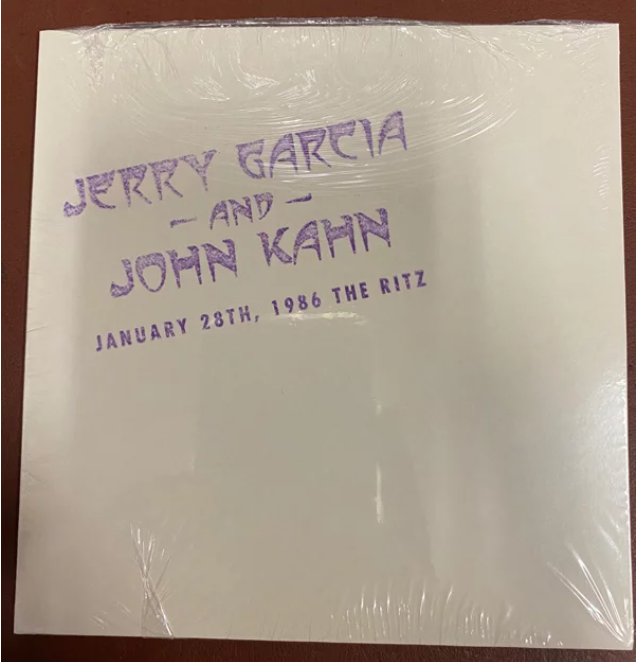 JERRY GARCIA
– AND –
JOHN KAHN
JANUARY 28TH, 1986 THE RITZ